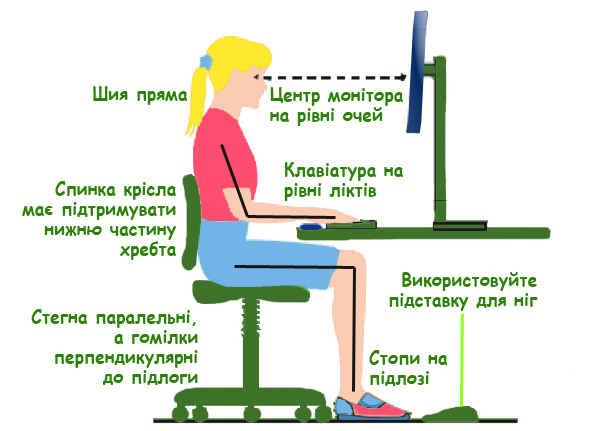 Шия пряма
Центр монітора
на рівні очей
Клавіатура на
рівні ліктів
Спинка крісла
має підтримувати
нижню частину
хребта
Використовуйте
підставку для ніг
Стегна паралельні,
а гомілки
перпендикулярні
до підлоги
Стопи на
підлозі